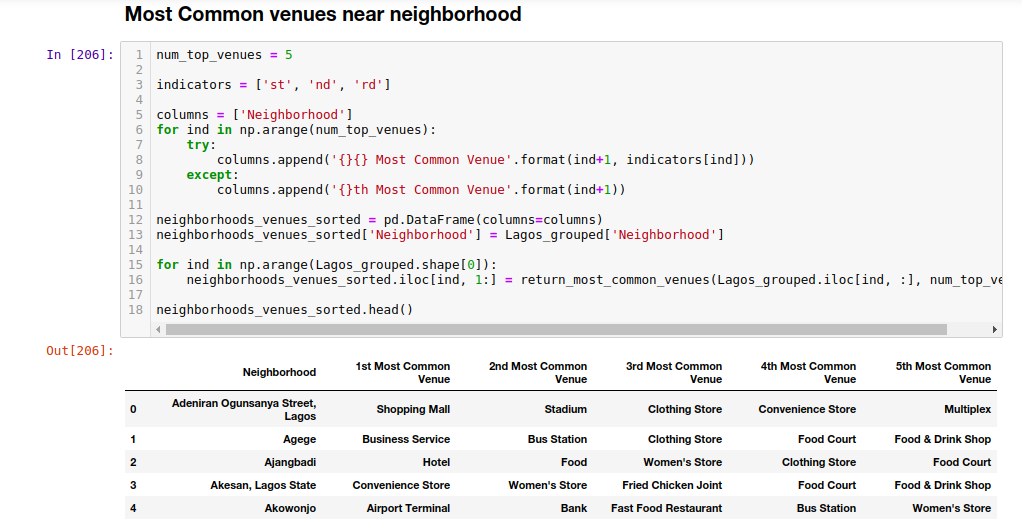 Most Common venues near neighborhood
In [206]:
1 num_top_venues = 5
2
3 indicators = ['st', 'nd', 'rd']
4
5 columns = ['Neighborhood']
6 for ind in np.arange(num_top_venues):
7     try:
8         columns.append('{}{} Most Common Venue'.format(ind+1, indicators[ind]))
9     except:
10         columns.append('{}th Most Common Venue'.format(ind+1))
11
12 neighborhoods_venues_sorted = pd.DataFrame(columns=columns)
13 neighborhoods_venues_sorted['Neighborhood'] = Lagos_grouped['Neighborhood']
14
15 for ind in np.arange(Lagos_grouped.shape[0]):
16     neighborhoods_venues_sorted.iloc[ind, 1:] = return_most_common_venues(Lagos_grouped.iloc[ind, :], num_top_ve
17
18 neighborhoods_venues_sorted.head()
Out[206]:
Neighborhood 1st Most Common Venue 2nd Most Common Venue 3rd Most Common Venue 4th Most Common Venue 5th Most Common Venue
0 Adeniran Ogunsanya Street, Lagos Shopping Mall Stadium Clothing Store Convenience Store Multiplex
1 Agege Business Service Bus Station Clothing Store Food Court Food & Drink Shop
2 Ajangbadi Hotel Food Women's Store Clothing Store Food Court
3 Akesan, Lagos State Convenience Store Women's Store Fried Chicken Joint Food Court Food & Drink Shop
4 Akowonjo Airport Terminal Bank Fast Food Restaurant Bus Station Women's Store